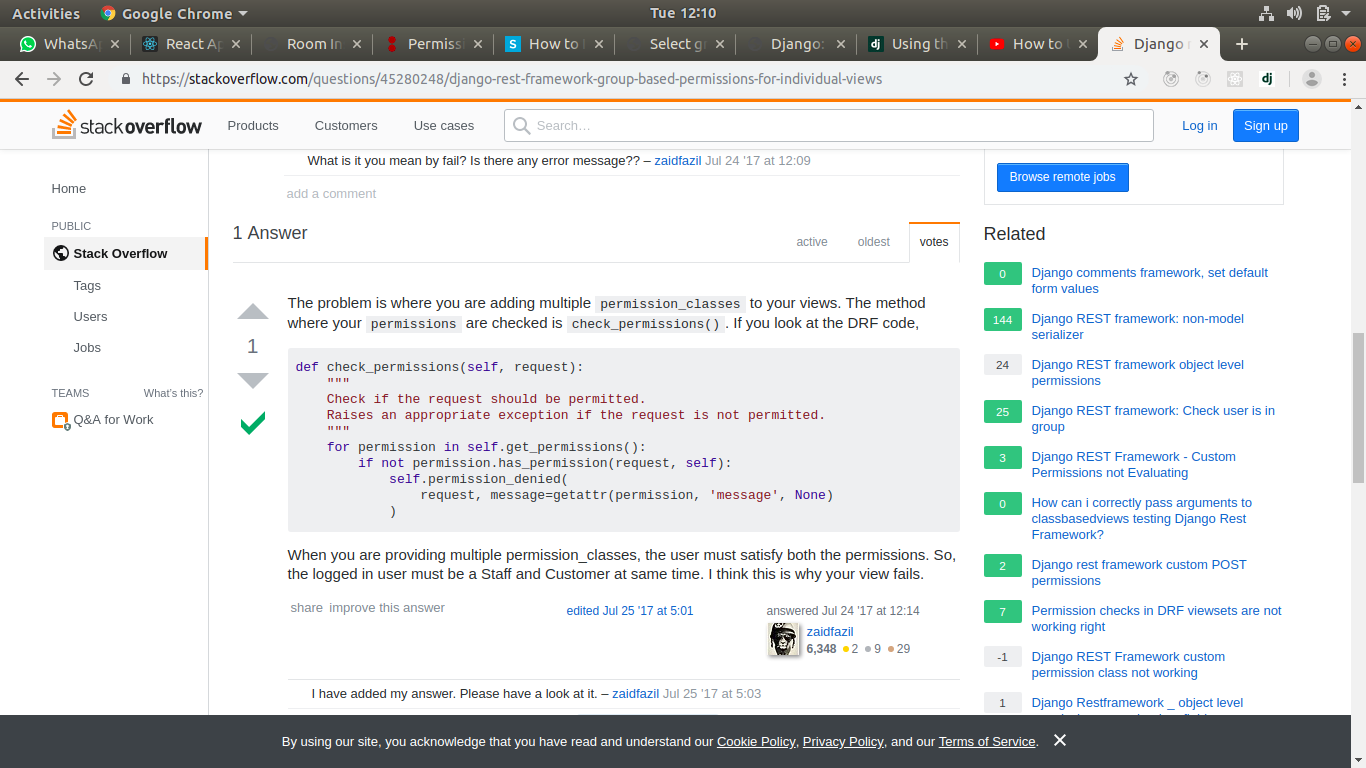 Activities Google Chrome Tue 12:10
WhatsAp React Ap Room In Permiss How to Select gr Django: Using th How to U Django r
https://stackoverflow.com/questions/45280248/django-rest-framework-group-based-permissions-for-individual-views
stackoverflow Products Customers Use cases Search… Log in Sign up
What is it you mean by fail? Is there any error message?? – zaidfazil Jul 24 '17 at 12:09
add a comment
Browse remote jobs
Home
PUBLIC
Stack Overflow
Tags
Users
Jobs
TEAMS What's this?
Q&A for Work
1 Answer
active oldest votes
1
The problem is where you are adding multiple permission_classes to your views. The method
where your permissions are checked is check_permissions(). If you look at the DRF code,
def check_permissions(self, request):
"""
Check if the request should be permitted.
Raises an appropriate exception if the request is not permitted.
"""
for permission in self.get_permissions():
if not permission.has_permission(request, self):
self.permission_denied(
request, message=getattr(permission, 'message', None)
)
When you are providing multiple permission_classes, the user must satisfy both the permissions. So,
the logged in user must be a Staff and Customer at same time. I think this is why your view fails.
share improve this answer edited Jul 25 '17 at 5:01 answered Jul 24 '17 at 12:14
zaidfazil
6,348 2 9 29
I have added my answer. Please have a look at it. – zaidfazil Jul 25 '17 at 5:03
Related
0 Django comments framework, set default
form values
144 Django REST framework: non-model
serializer
24 Django REST framework object level
permissions
25 Django REST framework: Check user is in
group
3 Django REST Framework - Custom
Permissions not Evaluating
0 How can i correctly pass arguments to
classbasedviews testing Django Rest
Framework?
2 Django rest framework custom POST
permissions
7 Permission checks in DRF viewsets are not
working right
-1 Django REST Framework custom
permission class not working
1 Django Restframework _ object level
By using our site, you acknowledge that you have read and understand our Cookie Policy, Privacy Policy, and our Terms of Service.